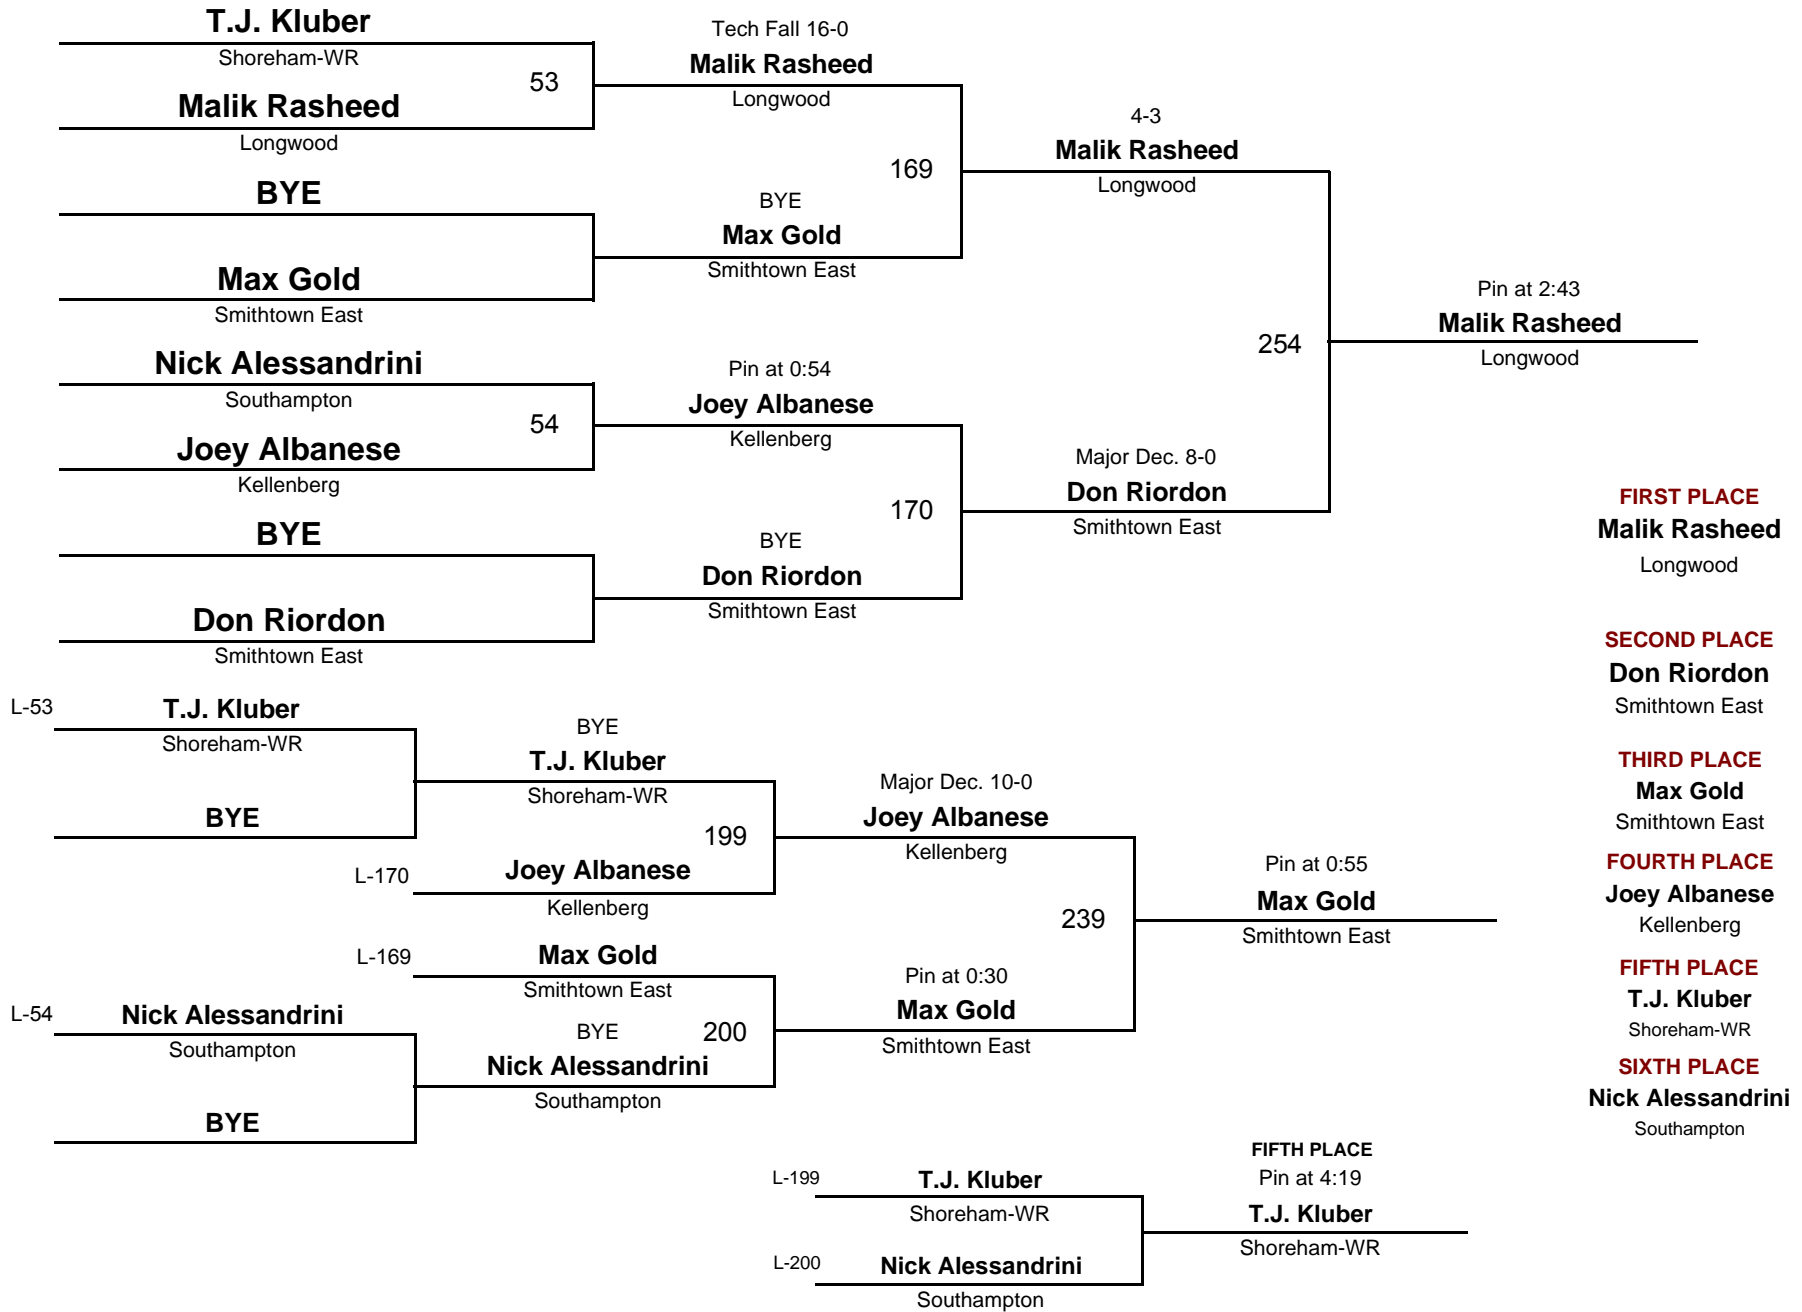 T.J. Kluber
Shoreham-WR
53
Malik Rasheed
Longwood
BYE
Max Gold
Smithtown East
Nick Alessandrini
Southampton
54
Joey Albanese
Kellenberg
BYE
Don Riordon
Smithtown East
Tech Fall 16-0
Malik Rasheed
Longwood
169
BYE
Max Gold
Smithtown East
Pin at 0:54
Joey Albanese
Kellenberg
170
BYE
Don Riordon
Smithtown East
4-3
Malik Rasheed
Longwood
254
Major Dec. 8-0
Don Riordon
Smithtown East
Pin at 2:43
Malik Rasheed
Longwood
L-53
T.J. Kluber
Shoreham-WR
BYE
L-54
Nick Alessandrini
Southampton
BYE
BYE
T.J. Kluber
Shoreham-WR
199
L-170
Joey Albanese
Kellenberg
L-169
Max Gold
Smithtown East
BYE
200
Nick Alessandrini
Southampton
Major Dec. 10-0
Joey Albanese
Kellenberg
239
Pin at 0:30
Max Gold
Smithtown East
Pin at 0:55
Max Gold
Smithtown East
L-199
T.J. Kluber
Shoreham-WR
L-200
Nick Alessandrini
Southampton
FIFTH PLACE
Pin at 4:19
T.J. Kluber
Shoreham-WR
FIRST PLACE
Malik Rasheed
Longwood
SECOND PLACE
Don Riordon
Smithtown East
THIRD PLACE
Max Gold
Smithtown East
FOURTH PLACE
Joey Albanese
Kellenberg
FIFTH PLACE
T.J. Kluber
Shoreham-WR
SIXTH PLACE
Nick Alessandrini
Southampton